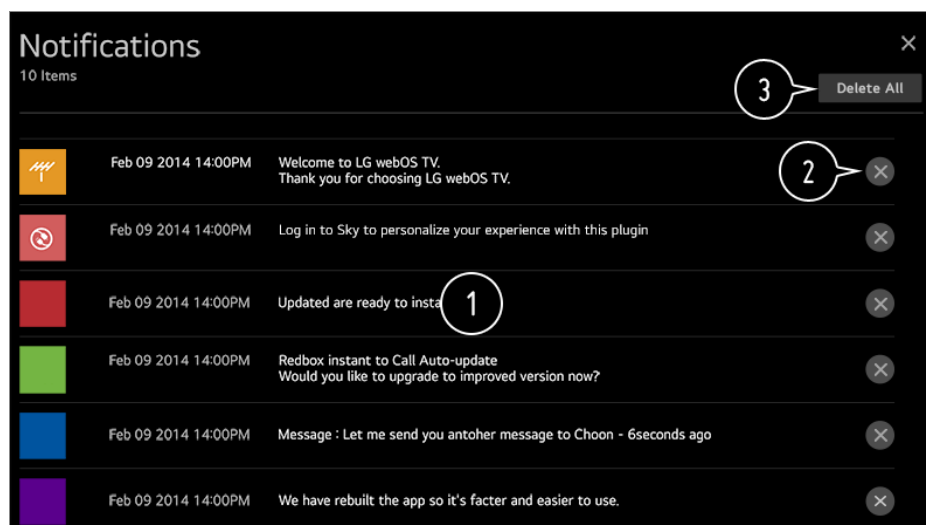 Notifications
10 Items
3
Delete All
Feb 09 2014 14:00PM
Welcome to LG webOS TV.
Thank you for choosing LG webOS TV.
2
Feb 09 2014 14:00PM
Log in to Sky to personalize your experience with this plugin
Feb 09 2014 14:00PM
Updated are ready to insta
1
Feb 09 2014 14:00PM
Redbox instant to Call Auto-update
Would you like to upgrade to improved version now?
Feb 09 2014 14:00PM
Message : Let me send you antoher message to Choon - 6seconds ago
Feb 09 2014 14:00PM
We have rebuilt the app so it's facter and easier to use.